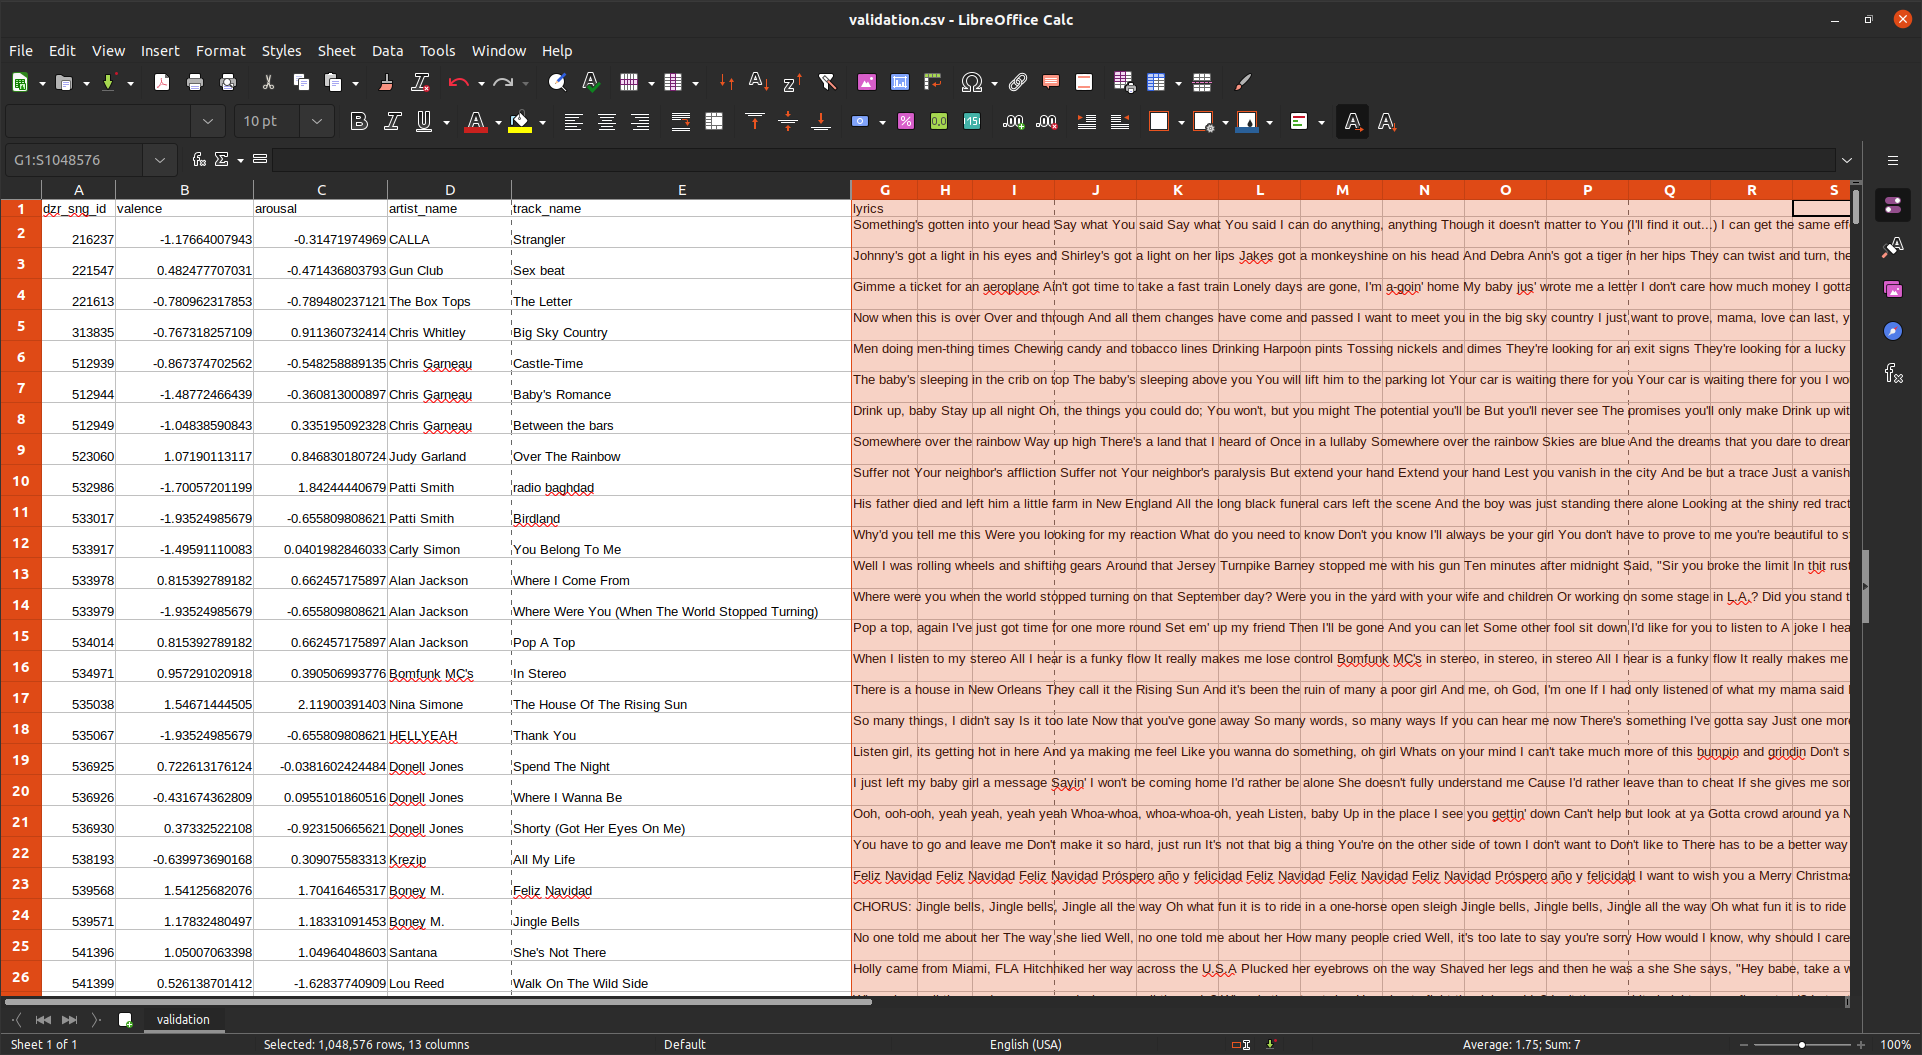 validation.csv - LibreOffice Calc
File Edit View Insert Format Styles Sheet Data Tools Window Help
10 pt
G1:S1048576
A B C D E G H I J K L M N O P Q R S
1 dzr_sng_id valence arousal artist_name track_name lyrics
2 216237 -1.17664007943 -0.31471974969 CALLA Strangler Something's gotten into your head Say what You said Say what You said I can do anything, anything Though it doesn't matter to You (I'll find it out...) I can get the same eff
3 221547 0.482477707031 -0.471436803793 Gun Club Sex beat Johnny's got a light in his eyes and Shirley's got a light on her lips Jakes got a monkeyshine on his head And Debra Ann's got a tiger in her hips They can twist and turn, the
4 221613 -0.780962317853 -0.789480237121 The Box Tops The Letter Gimme a ticket for an aeroplane Ain't got time to take a fast train Lonely days are gone, I'm a-goin' home My baby jus' wrote me a letter I don't care how much money I gotta
5 313835 -0.767318257109 0.911360732414 Chris Whitley Big Sky Country Now when this is over Over and through And all them changes have come and passed I want to meet you in the big sky country I just want to prove, mama, love can last, y
6 512939 -0.867374702562 -0.548258889135 Chris Garneau Castle-Time Men doing men-thing times Chewing candy and tobacco lines Drinking Harpoon pints Tossing nickels and dimes They're looking for an exit signs They're looking for a lucky
7 512944 -1.48772466439 -0.360813000897 Chris Garneau Baby's Romance The baby's sleeping in the crib on top The baby's sleeping above you You will lift him to the parking lot Your car is waiting there for you Your car is waiting there for you I wo
8 512949 -1.04838590843 0.335195092328 Chris Garneau Between the bars Drink up, baby Stay up all night Oh, the things you could do; You won't, but you might The potential you'll be But you'll never see The promises you'll only make Drink up wit
9 523060 1.07190113117 0.846830180724 Judy Garland Over The Rainbow Somewhere over the rainbow Way up high There's a land that I heard of Once in a lullaby Somewhere over the rainbow Skies are blue And the dreams that you dare to drear
10 532986 -1.70057201199 1.84244440679 Patti Smith radio baghdad Suffer not Your neighbor's affliction Suffer not Your neighbor's paralysis But extend your hand Extend your hand Lest you vanish in the city And be but a trace Just a vanish
11 533017 -1.93524985679 -0.655809808621 Patti Smith Birdland His father died and left him a little farm in New England All the long black funeral cars left the scene And the boy was just standing there alone Looking at the shiny red tract
12 533917 -1.49591110083 0.0401982846033 Carly Simon You Belong To Me Why'd you tell me this Were you looking for my reaction What do you need to know Don't you know I'll always be your girl You don't have to prove to me you're beautiful to s
13 533978 0.815392789182 0.662457175897 Alan Jackson Where I Come From Well I was rolling wheels and shifting gears Around that Jersey Turnpike Barney stopped me with his gun Ten minutes after midnight Said, "Sir you broke the limit In thit rust
14 533979 -1.93524985679 -0.655809808621 Alan Jackson Where Were You (When The World Stopped Turning) Where were you when the world stopped turning on that September day? Were you in the yard with your wife and children Or working on some stage in L.A.? Did you stand t
15 534014 0.815392789182 0.662457175897 Alan Jackson Pop A Top Pop a top, again I've just got time for one more round Set em' up my friend Then I'll be gone And you can let Some other fool sit down I'd like for you to listen to A joke I hea
16 534971 0.957291020918 0.390506993776 Bomfunk MC's In Stereo When I listen to my stereo All I hear is a funky flow It really makes me lose control Bomfunk MC's in stereo, in stereo, in stereo All I hear is a funky flow It really makes me
17 535038 1.54671444505 2.11900391403 Nina Simone The House Of The Rising Sun There is a house in New Orleans They call it the Rising Sun And it's been the ruin of many a poor girl And me, oh God, I'm one If I had only listened of what my mama said
18 535067 -1.93524985679 -0.655809808621 HELLYEAH Thank You So many things, I didn't say Is it too late Now that you've gone away So many words, so many ways If you can hear me now There's something I've gotta say Just one more
19 536925 0.722613176124 -0.0381602424484 Donell Jones Spend The Night Listen girl, its getting hot in here And ya making me feel Like you wanna do something, oh girl Whats on your mind I can't take much more of this bumpin and grindin Don't s
20 536926 -0.431674362809 0.0955101860516 Donell Jones Where I Wanna Be I just left my baby girl a message Sayin' I won't be coming home I'd rather be alone She doesn't fully understand me Cause I'd rather leave than to cheat If she gives me sor
21 536930 0.37332522108 -0.923150665621 Donell Jones Shorty (Got Her Eyes On Me) Ooh, ooh-ooh, yeah yeah, yeah yeah Whoa-whoa, whoa-whoa-oh, yeah Listen, baby Up in the place I see you gettin' down Can't help but look at ya Gotta crowd around ya N
22 538193 -0.639973690168 0.309075583313 Krezip All My Life You have to go and leave me Don't make it so hard, just run It's not that big a thing You're on the other side of town I don't want to Don't like to There has to be a better way
23 539568 1.54125682076 1.70416465317 Boney M. Feliz Navidad Feliz Navidad Feliz Navidad Feliz Navidad Próspero año y felicidad Feliz Navidad Feliz Navidad Feliz Navidad Próspero año y felicidad I want to wish you a Merry Christmas
24 539571 1.17832480497 1.18331091453 Boney M. Jingle Bells CHORUS: Jingle bells, Jingle bells, Jingle all the way Oh what fun it is to ride in a one-horse open sleigh Jingle bells, Jingle bells, Jingle all the way Oh what fun it is to ride
25 541396 1.05007063398 1.04964048603 Santana She's Not There No one told me about her The way she lied Well, no one told me about her How many people cried Well, it's too late to say you're sorry How would I know, why should I care
26 541399 0.526138701412 -1.62837740909 Lou Reed Walk On The Wild Side Holly came from Miami, FLA Hitchhiked her way across the U.S.A Plucked her eyebrows on the way Shaved her legs and then he was a she She says, "Hey babe, take a w
validation
Sheet 1 of 1 Selected: 1,048,576 rows, 13 columns Default English (USA) Average: 1.75; Sum: 7 100%